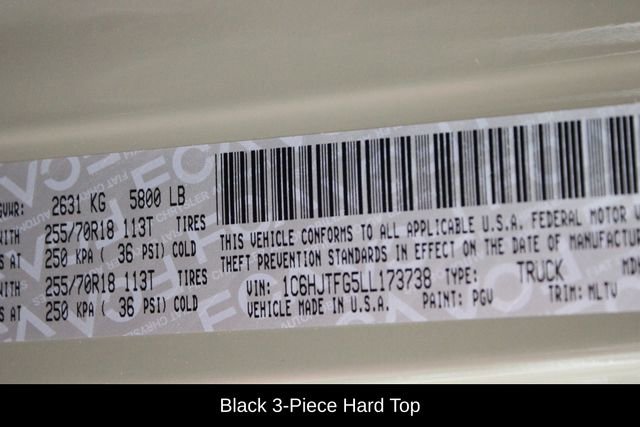 GVWR: 2631 KG 5800 LB
WITH 255/70R18 113T TIRES
S AT 250 KPA ( 36 PSI) COLD
WITH 255/70R18 113T TIRES
S AT 250 KPA ( 36 PSI) COLD
THIS VEHICLE CONFORMS TO ALL APPLICABLE U.S.A. FEDERAL MOTOR
THEFT PREVENTION STANDARDS IN EFFECT ON THE DATE OF MANUFACTUR
VIN: 1C6HJTFG5LL173738 TYPE: TRUCK MD
VEHICLE MADE IN U.S.A. PAINT: PGV TRIM: MLTV
Black 3-Piece Hard Top